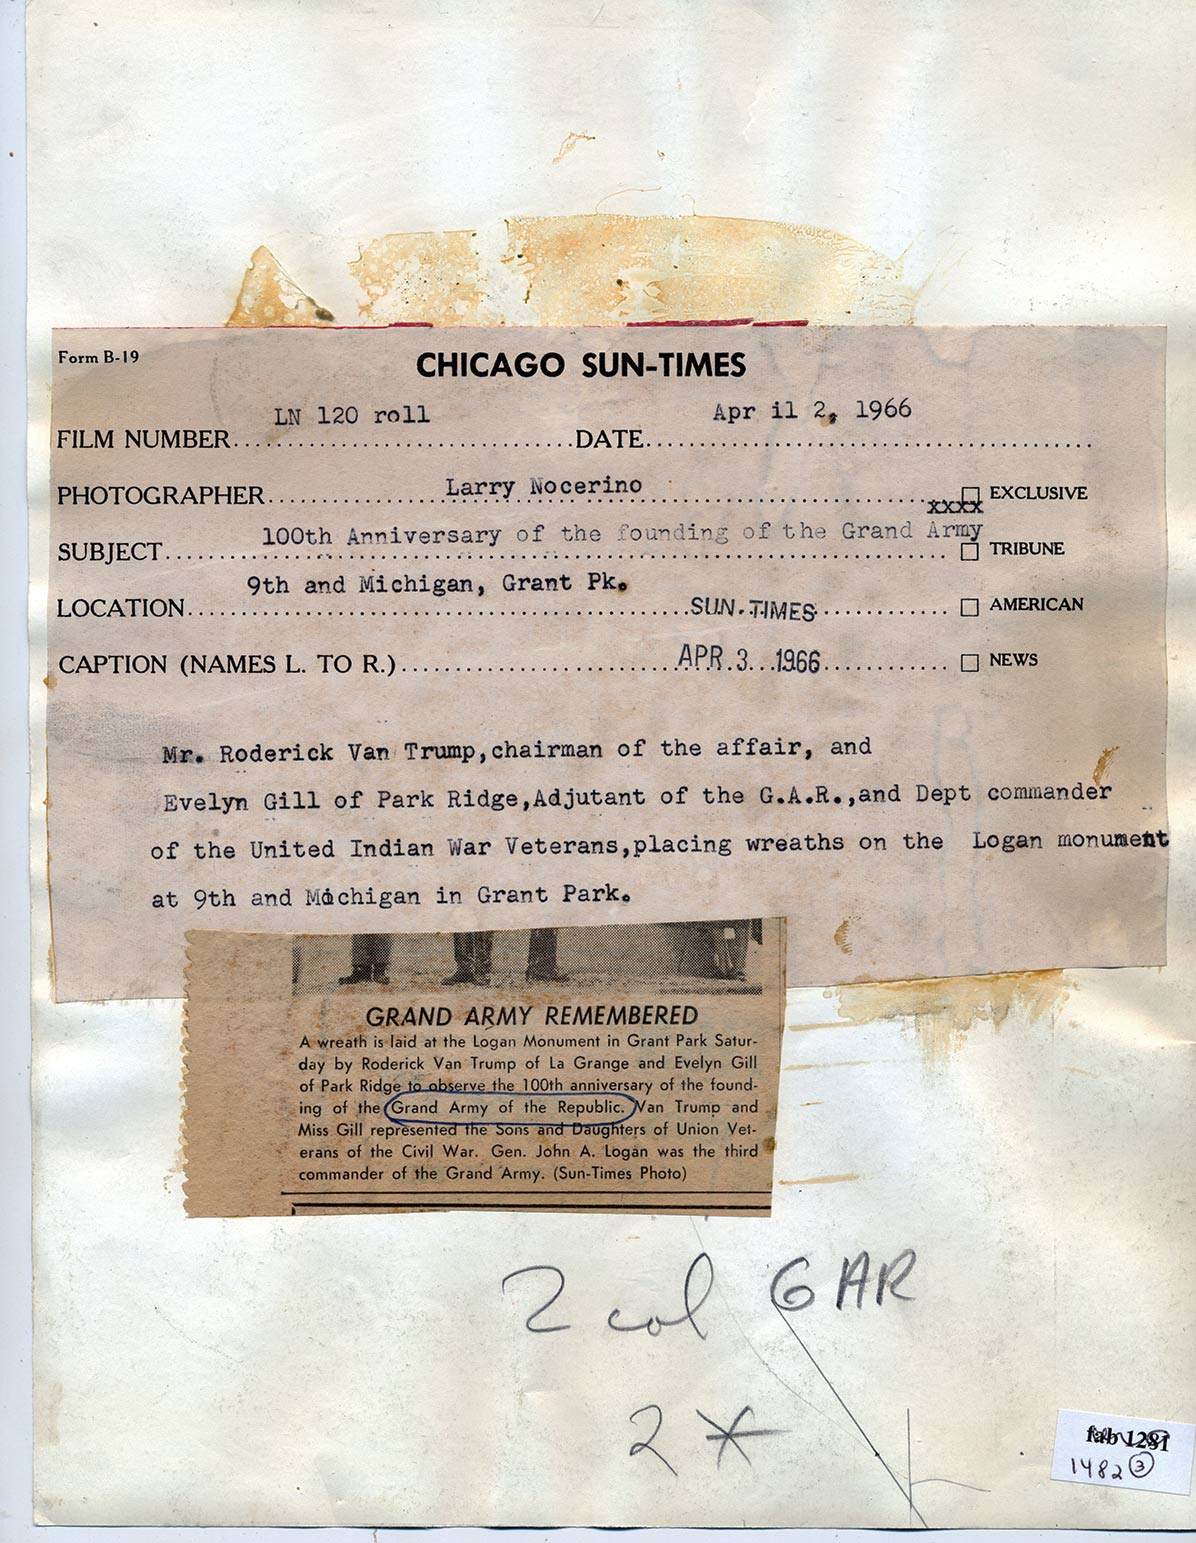 Form B-19
CHICAGO SUN-TIMES
LN 120 roll Apr il 2, 1966
FILM NUMBER DATE
PHOTOGRAPHER Larry Nocerino EXCLUSIVE
xxxx
100th Anniversary of the founding of the Grand Army
SUBJECT TRIBUNE
9th and Michigan, Grant Pk.
LOCATION SUN-TIMES AMERICAN
CAPTION (NAMES L. TO R.) APR 3 1966 NEWS
Mr. Roderick Van Trump,chairman of the affair, and
Evelyn Gill of Park Ridge,Adjutant of the G.A.R.,and Dept commander
of the United Indian War Veterans,placing wreaths on the Logan monument
at 9th and Michigan in Grant Park.
GRAND ARMY REMEMBERED
A wreath is laid at the Logan Monument in Grant Park Satur-
day by Roderick Van Trump of La Grange and Evelyn Gill
of Park Ridge to observe the 100th anniversary of the found-
ing of the Grand Army of the Republic. Van Trump and
Miss Gill represented the Sons and Daughters of Union Vet-
erans of the Civil War. Gen. John A. Logan was the third
commander of the Grand Army. (Sun-Times Photo)
2 col GAR
2 *
fab
1482 3